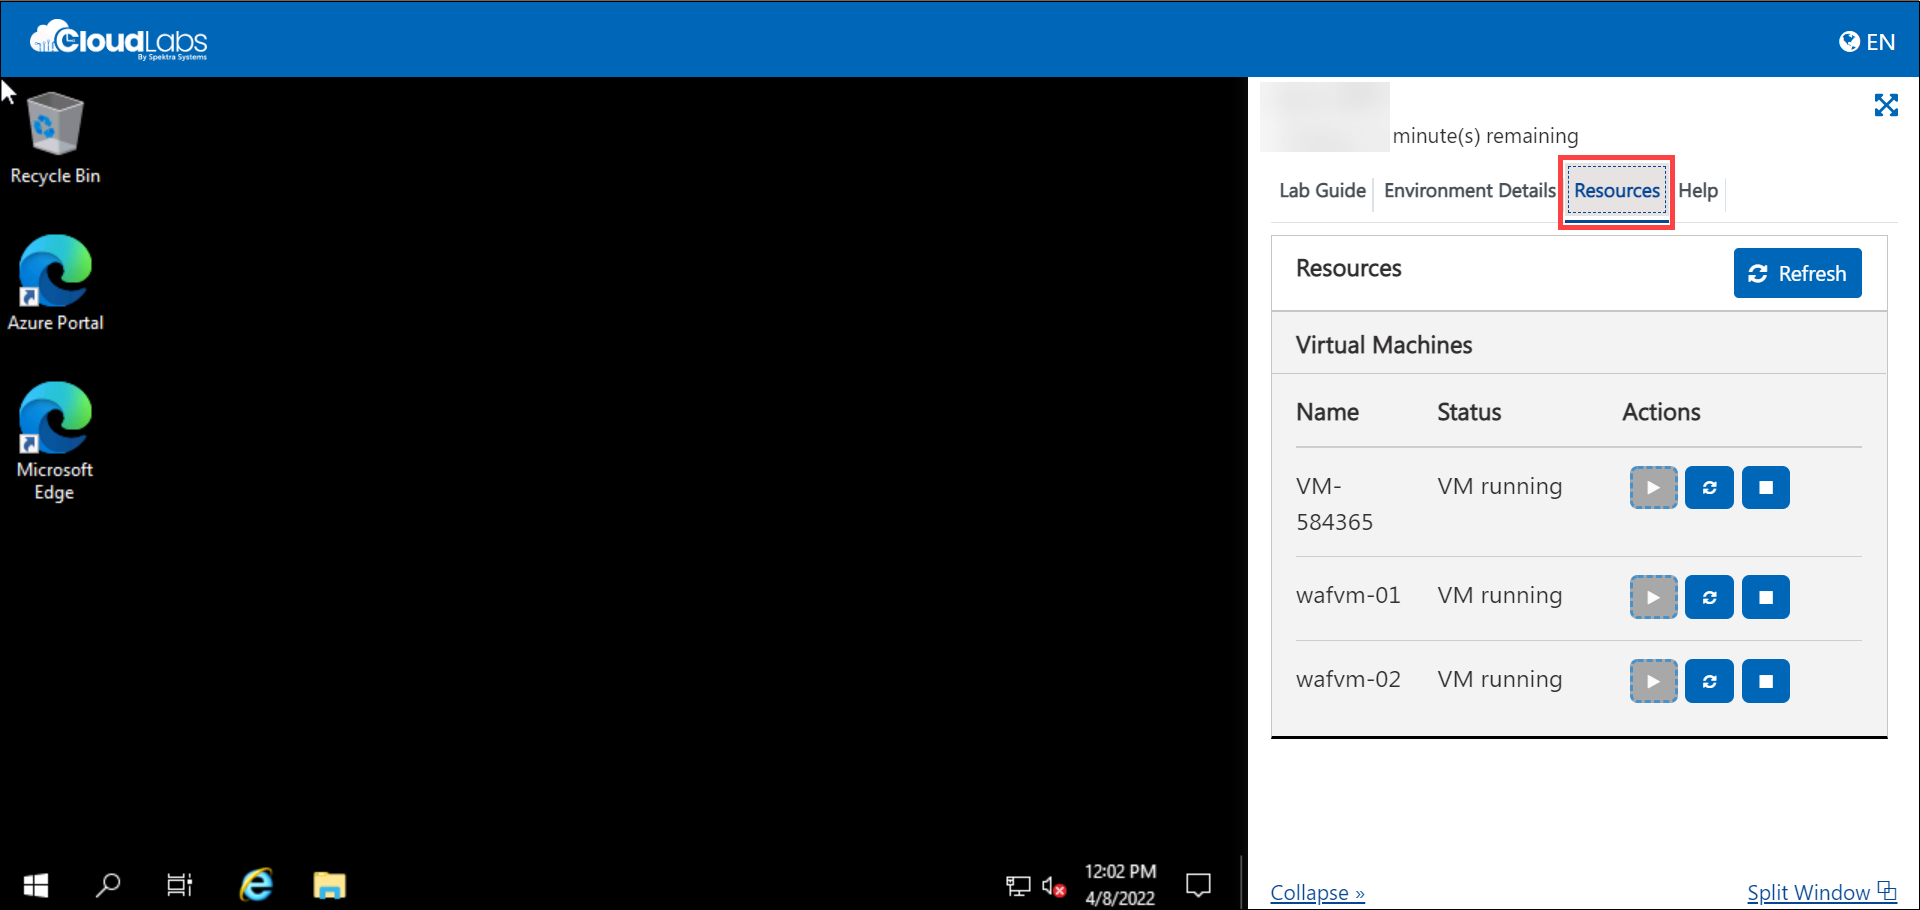 CloudLabs
By Spektra Systems
EN
Recycle Bin
Azure Portal
Microsoft
Edge
12:02 PM
4/8/2022
minute(s) remaining
Lab Guide
Environment Details
Resources
Help
Resources
Refresh
Virtual Machines
Name Status Actions
VM-
584365
VM running
wafvm-01 VM running
wafvm-02 VM running
Collapse »
Split Window